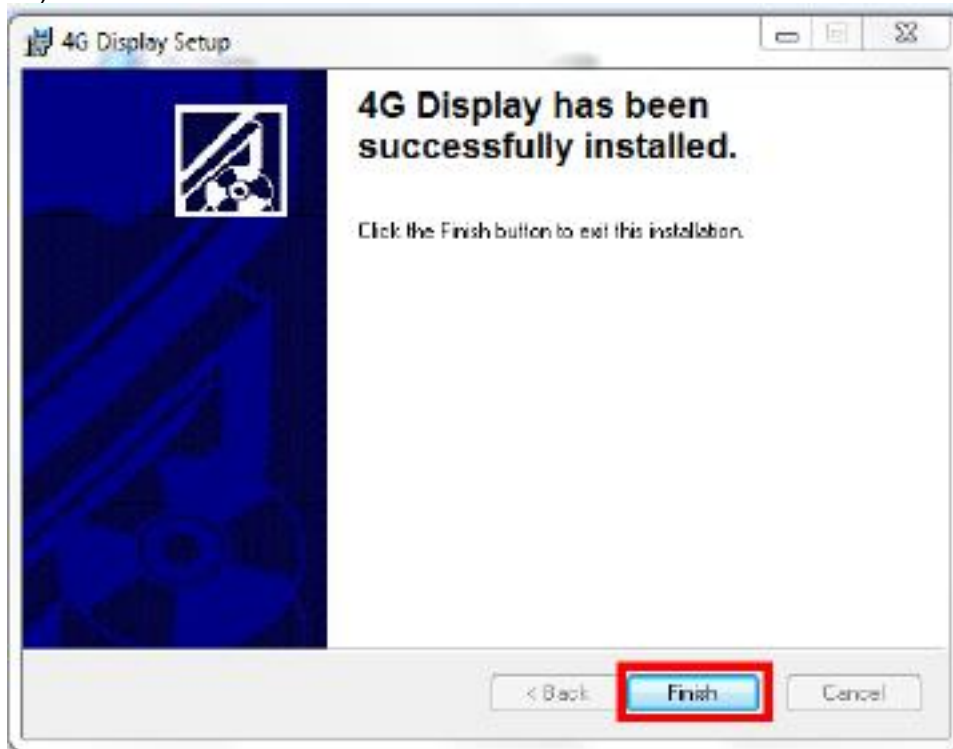 4G Display Setup
4G Display has been
successfully installed.
Click the Finish button to exit this installation.
< Back
Finish
Cancel